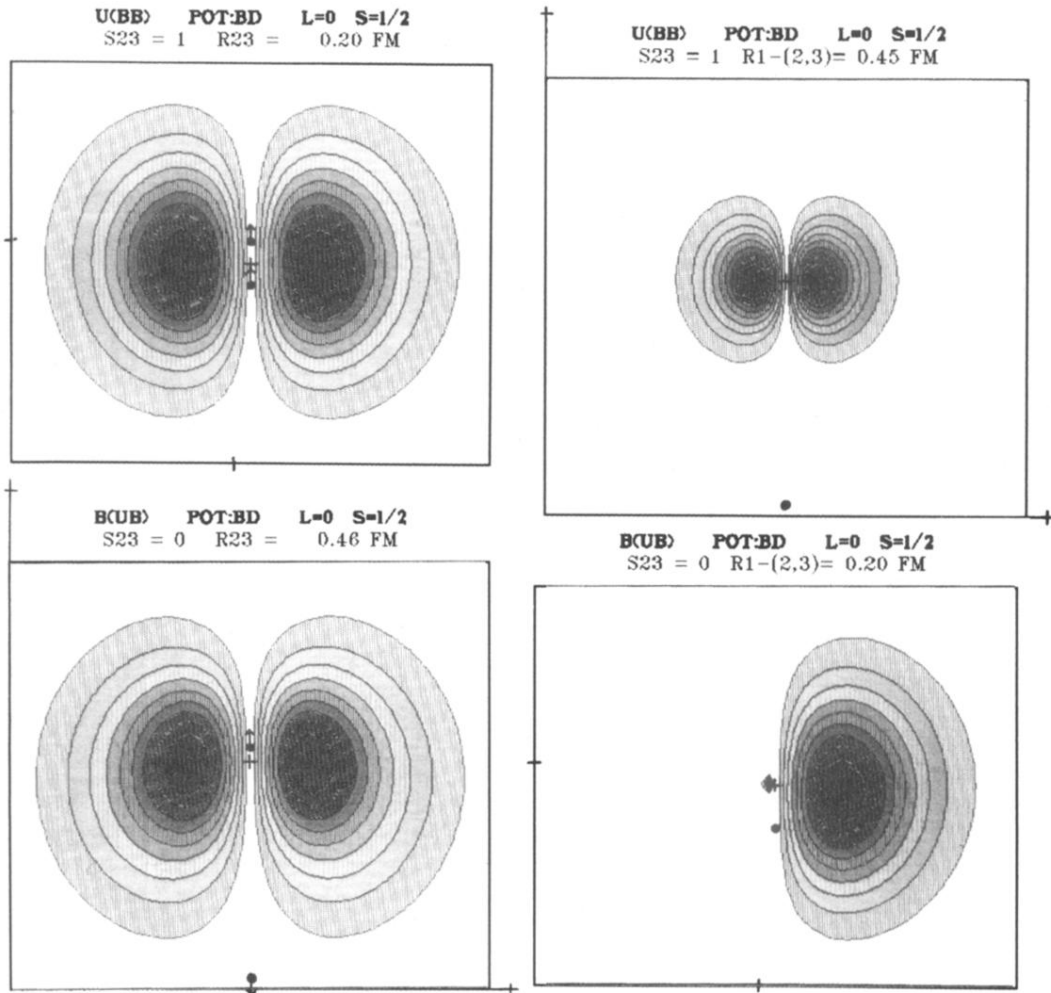 U(BB) POT:BD L=0 S=1/2
S23 = 1 R23 = 0.20 FM
U(BB) POT:BD L=0 S=1/2
S23 = 1 R1-(2,3)= 0.45 FM
B(UB) POT:BD L=0 S=1/2
S23 = 0 R23 = 0.46 FM
B(UB) POT:BD L=0 S=1/2
S23 = 0 R1-(2,3)= 0.20 FM